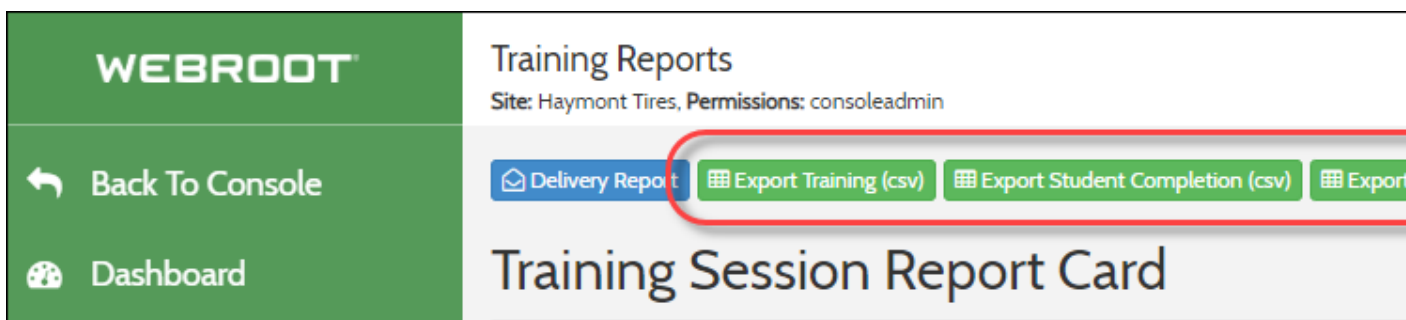 WEBROOT
Training Reports
Site: Haymont Tires, Permissions: consoleadmin
Back To Console
Delivery Report Export Training (csv) Export Student Completion (csv) Export
Dashboard
Training Session Report Card